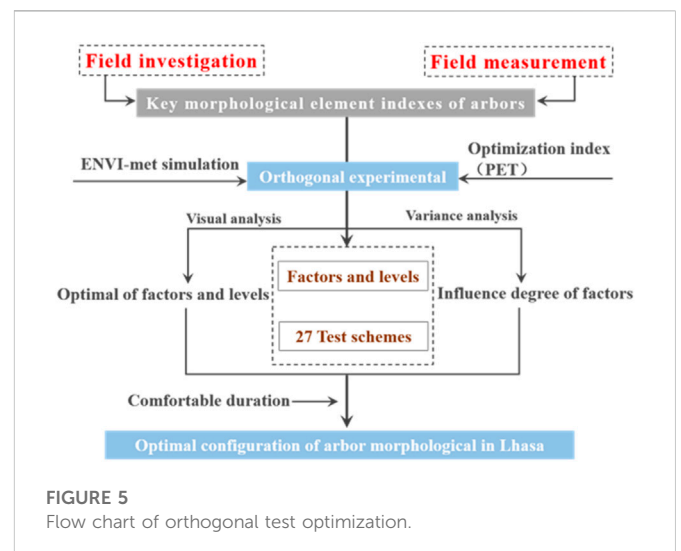 Field investigation
Field measurement
Key morphological element indexes of arbors
ENVI-met simulation
Optimization index
（PET）
Orthogonal experimental
Visual analysis
Variance analysis
Factors and levels
Optimal of factors and levels
Influence degree of factors
27 Test schemes
Comfortable duration
Optimal configuration of arbor morphological in Lhasa
FIGURE 5
Flow chart of orthogonal test optimization.